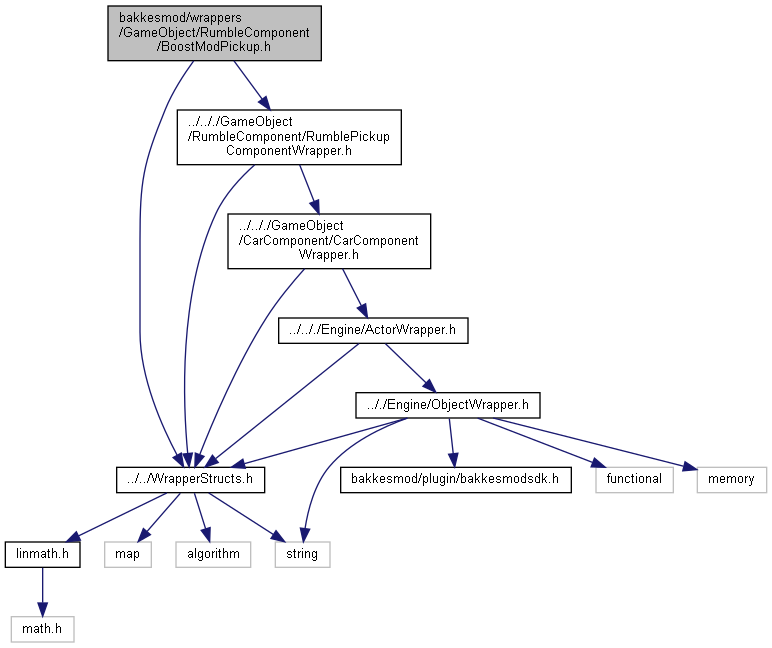 bakkesmod/wrappers
/GameObject/RumbleComponent
/BoostModPickup.h
../.././GameObject
/RumbleComponent/RumblePickup
ComponentWrapper.h
../.././GameObject
/CarComponent/CarComponent
Wrapper.h
../.././Engine/ActorWrapper.h
.././Engine/ObjectWrapper.h
../../WrapperStructs.h
bakkesmod/plugin/bakkesmodsdk.h
functional
memory
linmath.h
map
algorithm
string
math.h